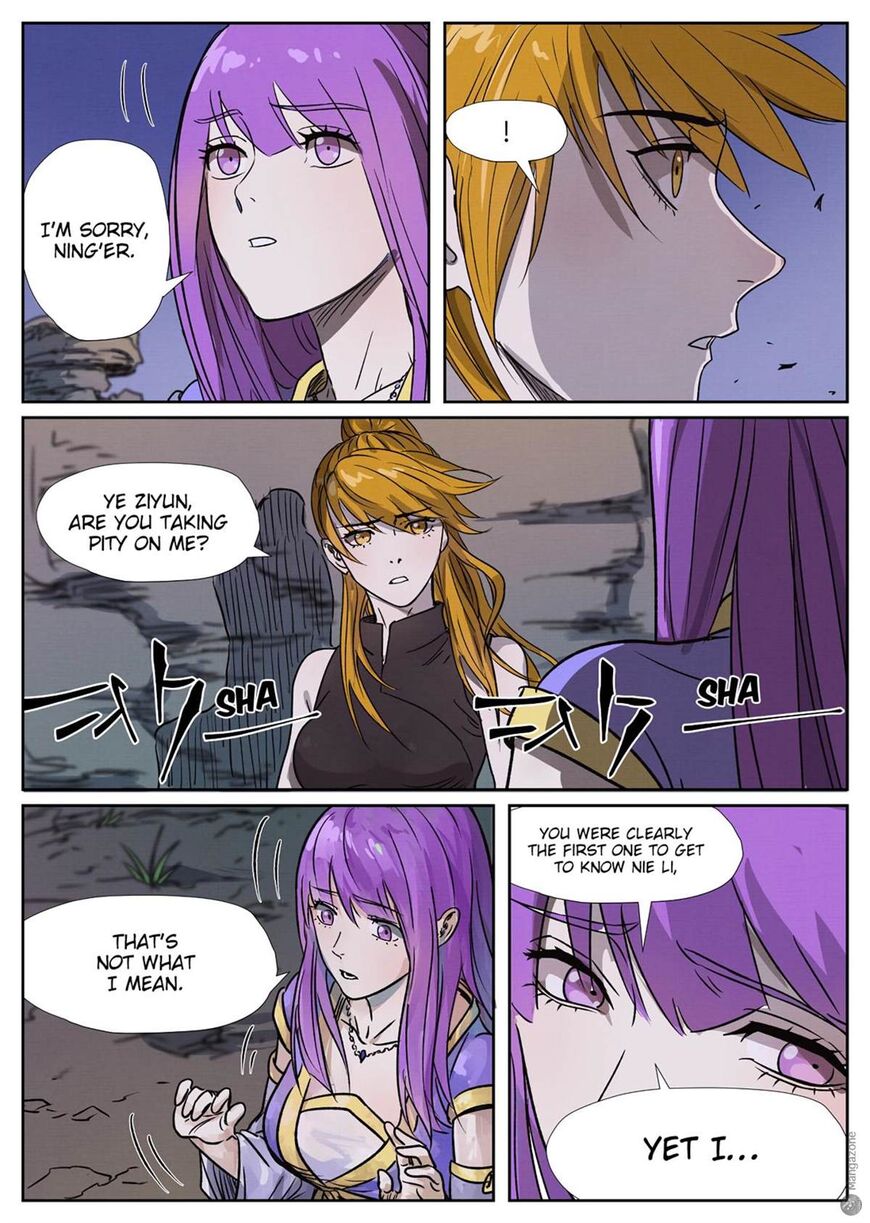 I'M SORRY,
NING'ER.
!
YE ZIYUN,
ARE YOU TAKING
PITY ON ME?
SHA
SHA
THAT'S
NOT WHAT
I MEAN.
YOU WERE CLEARLY
THE FIRST ONE TO GET
TO KNOW NIE LI,
YET I...
Mangazone